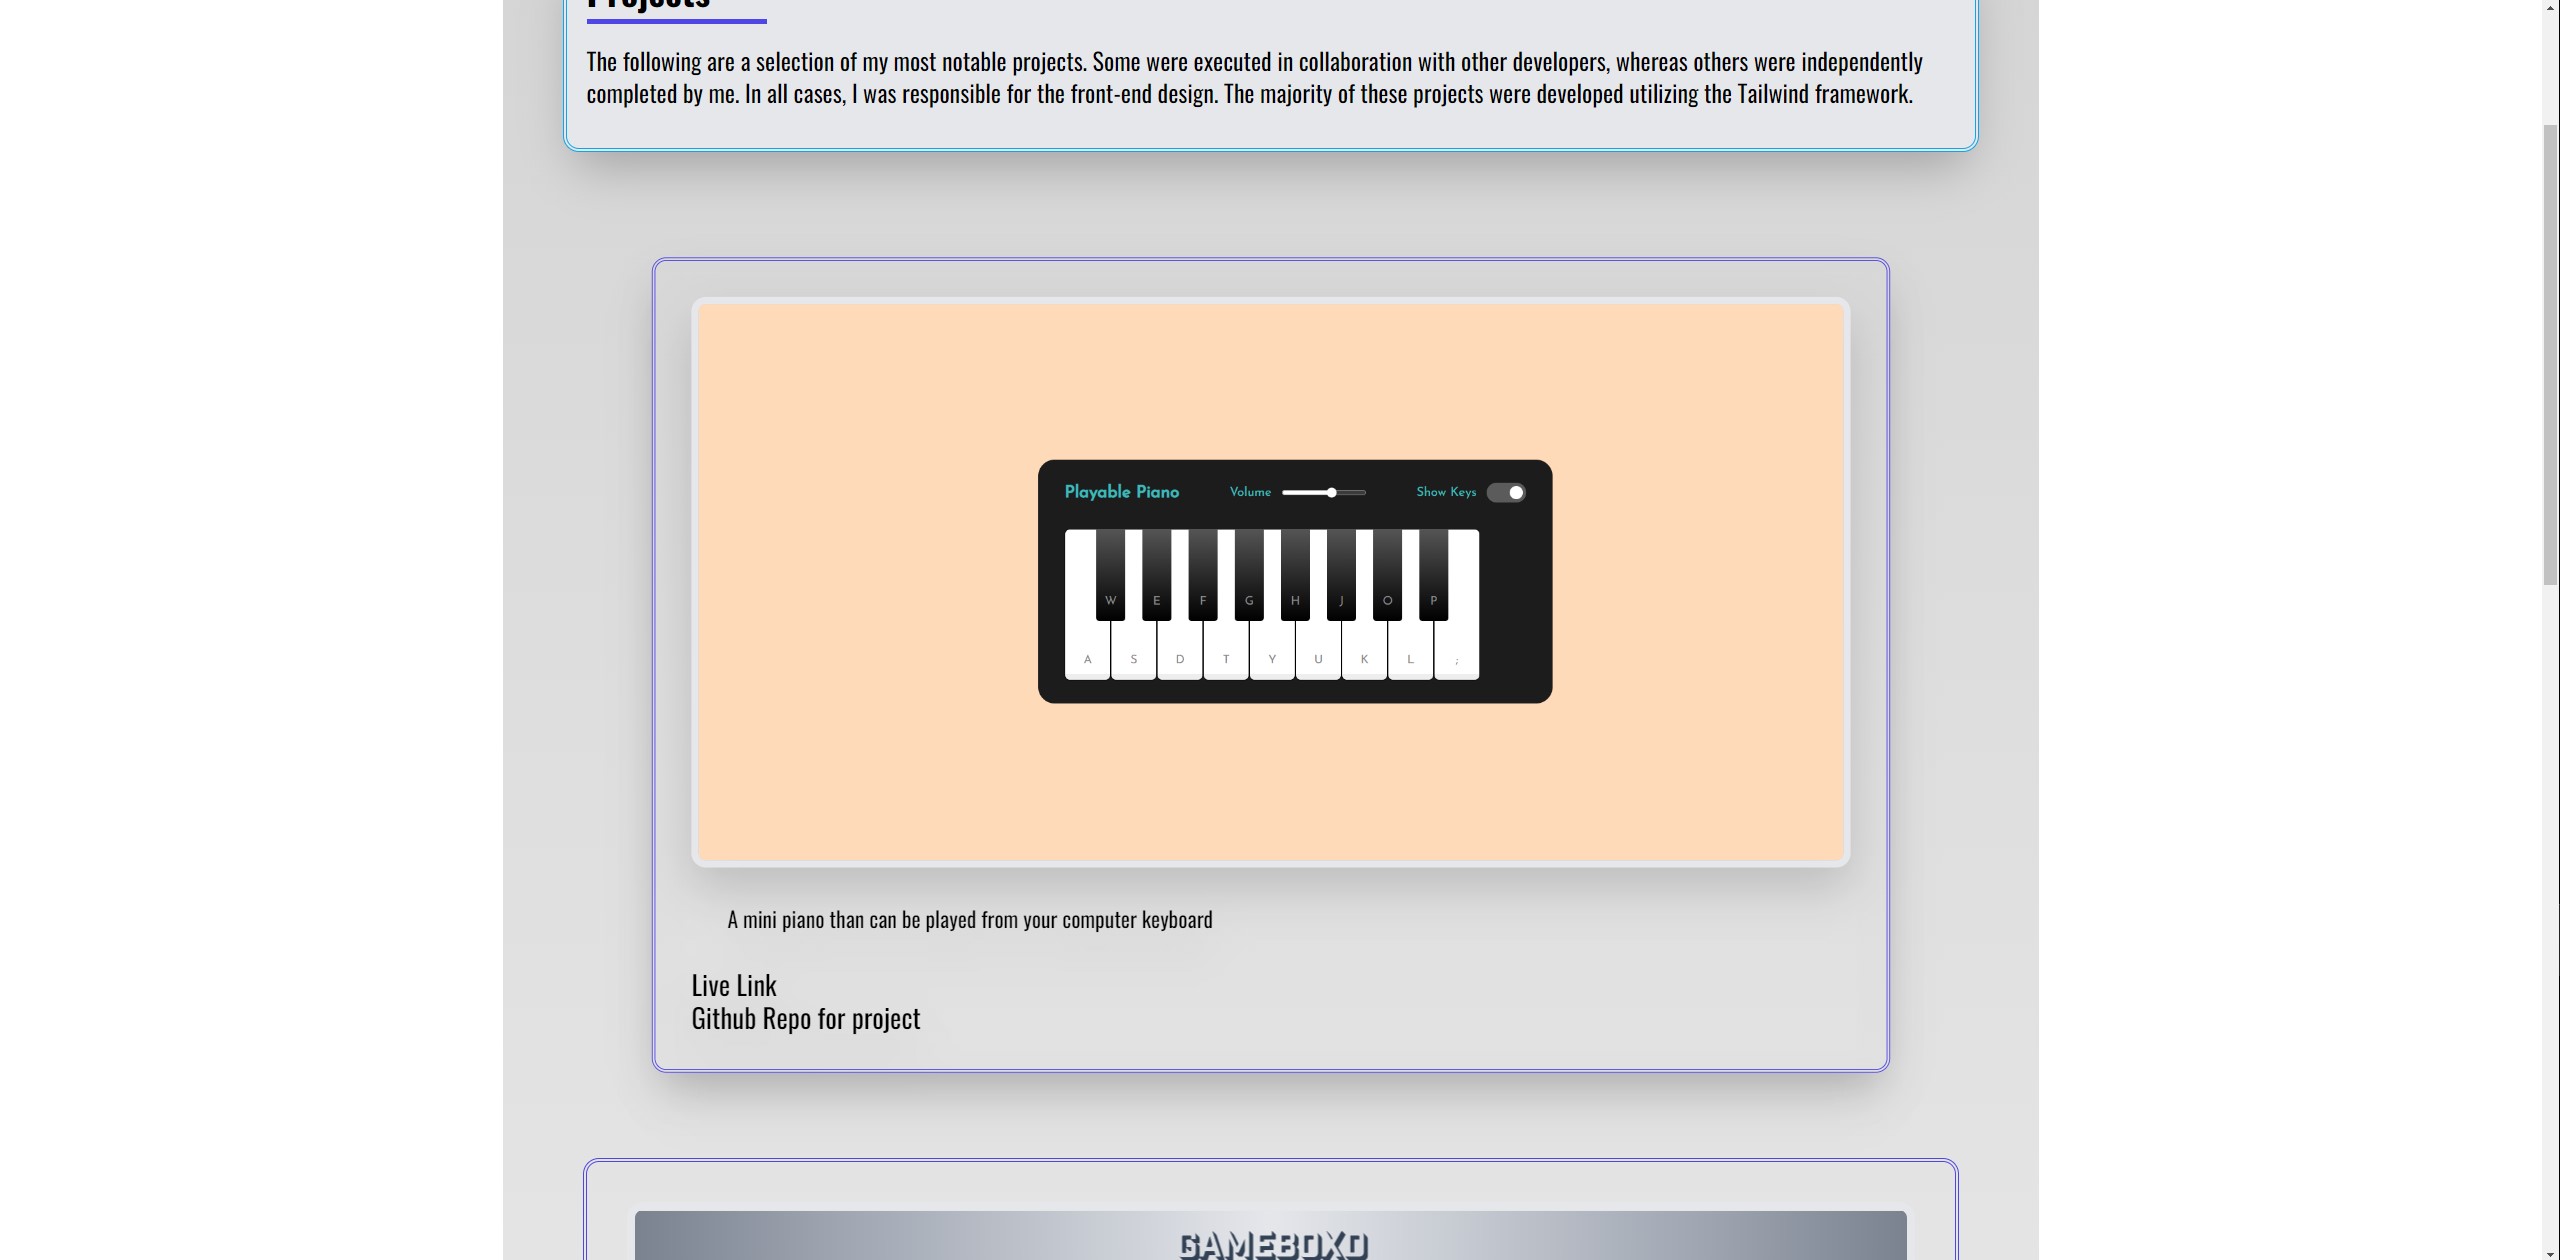 Projects
The following are a selection of my most notable projects. Some were executed in collaboration with other developers, whereas others were independently
completed by me. In all cases, I was responsible for the front-end design. The majority of these projects were developed utilizing the Tailwind framework.
Playable Piano Volume Show Keys
W E F G H J O P
A S D T Y U K L ;
A mini piano than can be played from your computer keyboard
Live Link
Github Repo for project
GAMEBOXD